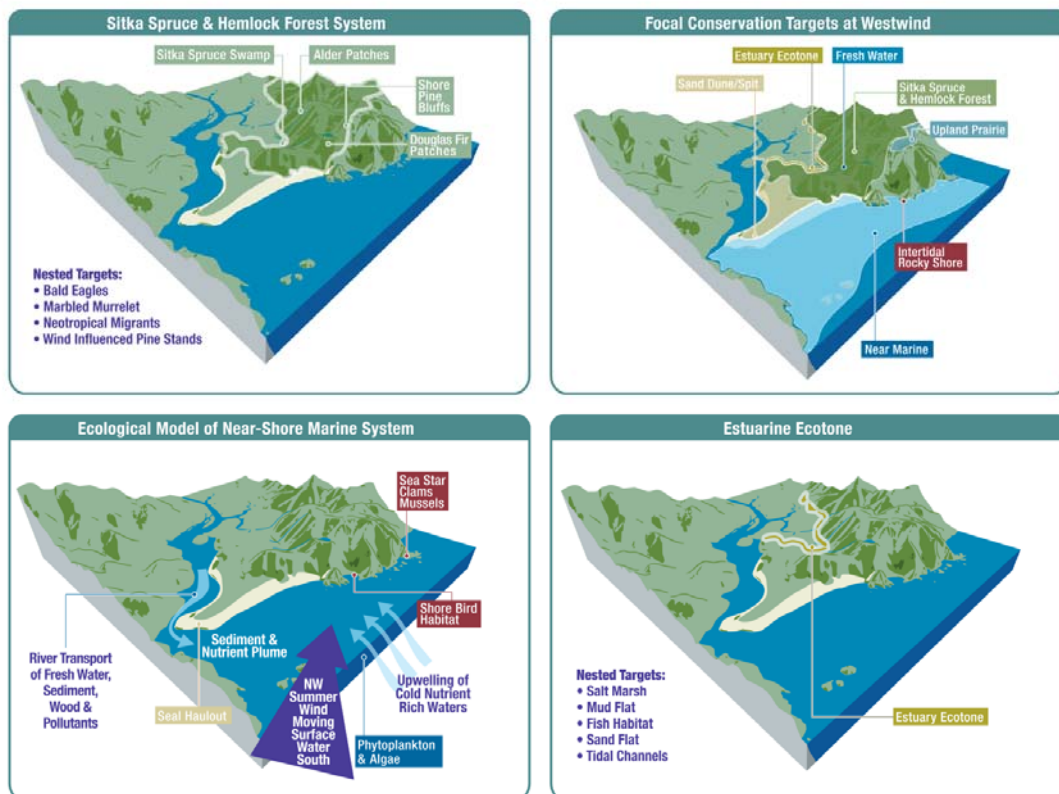 Sitka Spruce & Hemlock Forest System
Sitka Spruce Swamp
Alder Patches
Shore
Pine
Bluffs
Douglas Fir
Patches
Nested Targets:
• Bald Eagles
• Marbled Murrelet
• Neotropical Migrants
• Wind Influenced Pine Stands
Focal Conservation Targets at Westwind
Estuary Ecotone
Fresh Water
Sand Dune/Spit
Sitka Spruce
& Hemlock Forest
Upland Prairie
Intertidal
Rocky Shore
Near Marine
Ecological Model of Near-Shore Marine System
Sea Star
Clams
Mussels
Shore Bird
Habitat
Sediment &
Nutrient Plume
River Transport
of Fresh Water,
Sediment,
Wood &
Pollutants
Seal Haulout
NW
Summer
Wind
Moving
Surface
Water
South
Phytoplankton
& Algae
Upwelling of
Cold Nutrient
Rich Waters
Estuarine Ecotone
Nested Targets:
• Salt Marsh
• Mud Flat
• Fish Habitat
• Sand Flat
• Tidal Channels
Estuary Ecotone